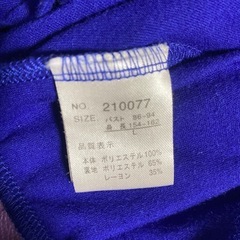 NO. 210077
SIZE: バスト 86-94
身長 154-162
L
品質表示
本体 ポリエステル100%
裏地 ポリエステル 65%
レーヨン 35%